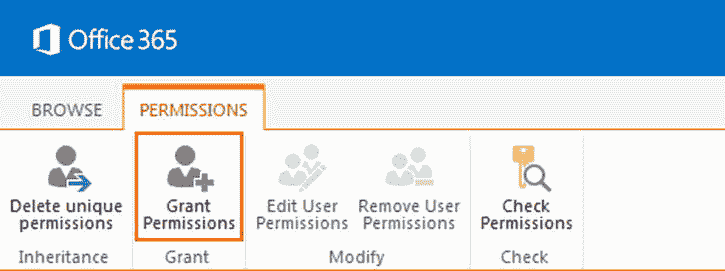 Office 365
BROWSE PERMISSIONS
Delete unique Grant Edit User Remove User Check
permissions Permissions Permissions Permissions Permissions
Inheritance Grant Modify Check